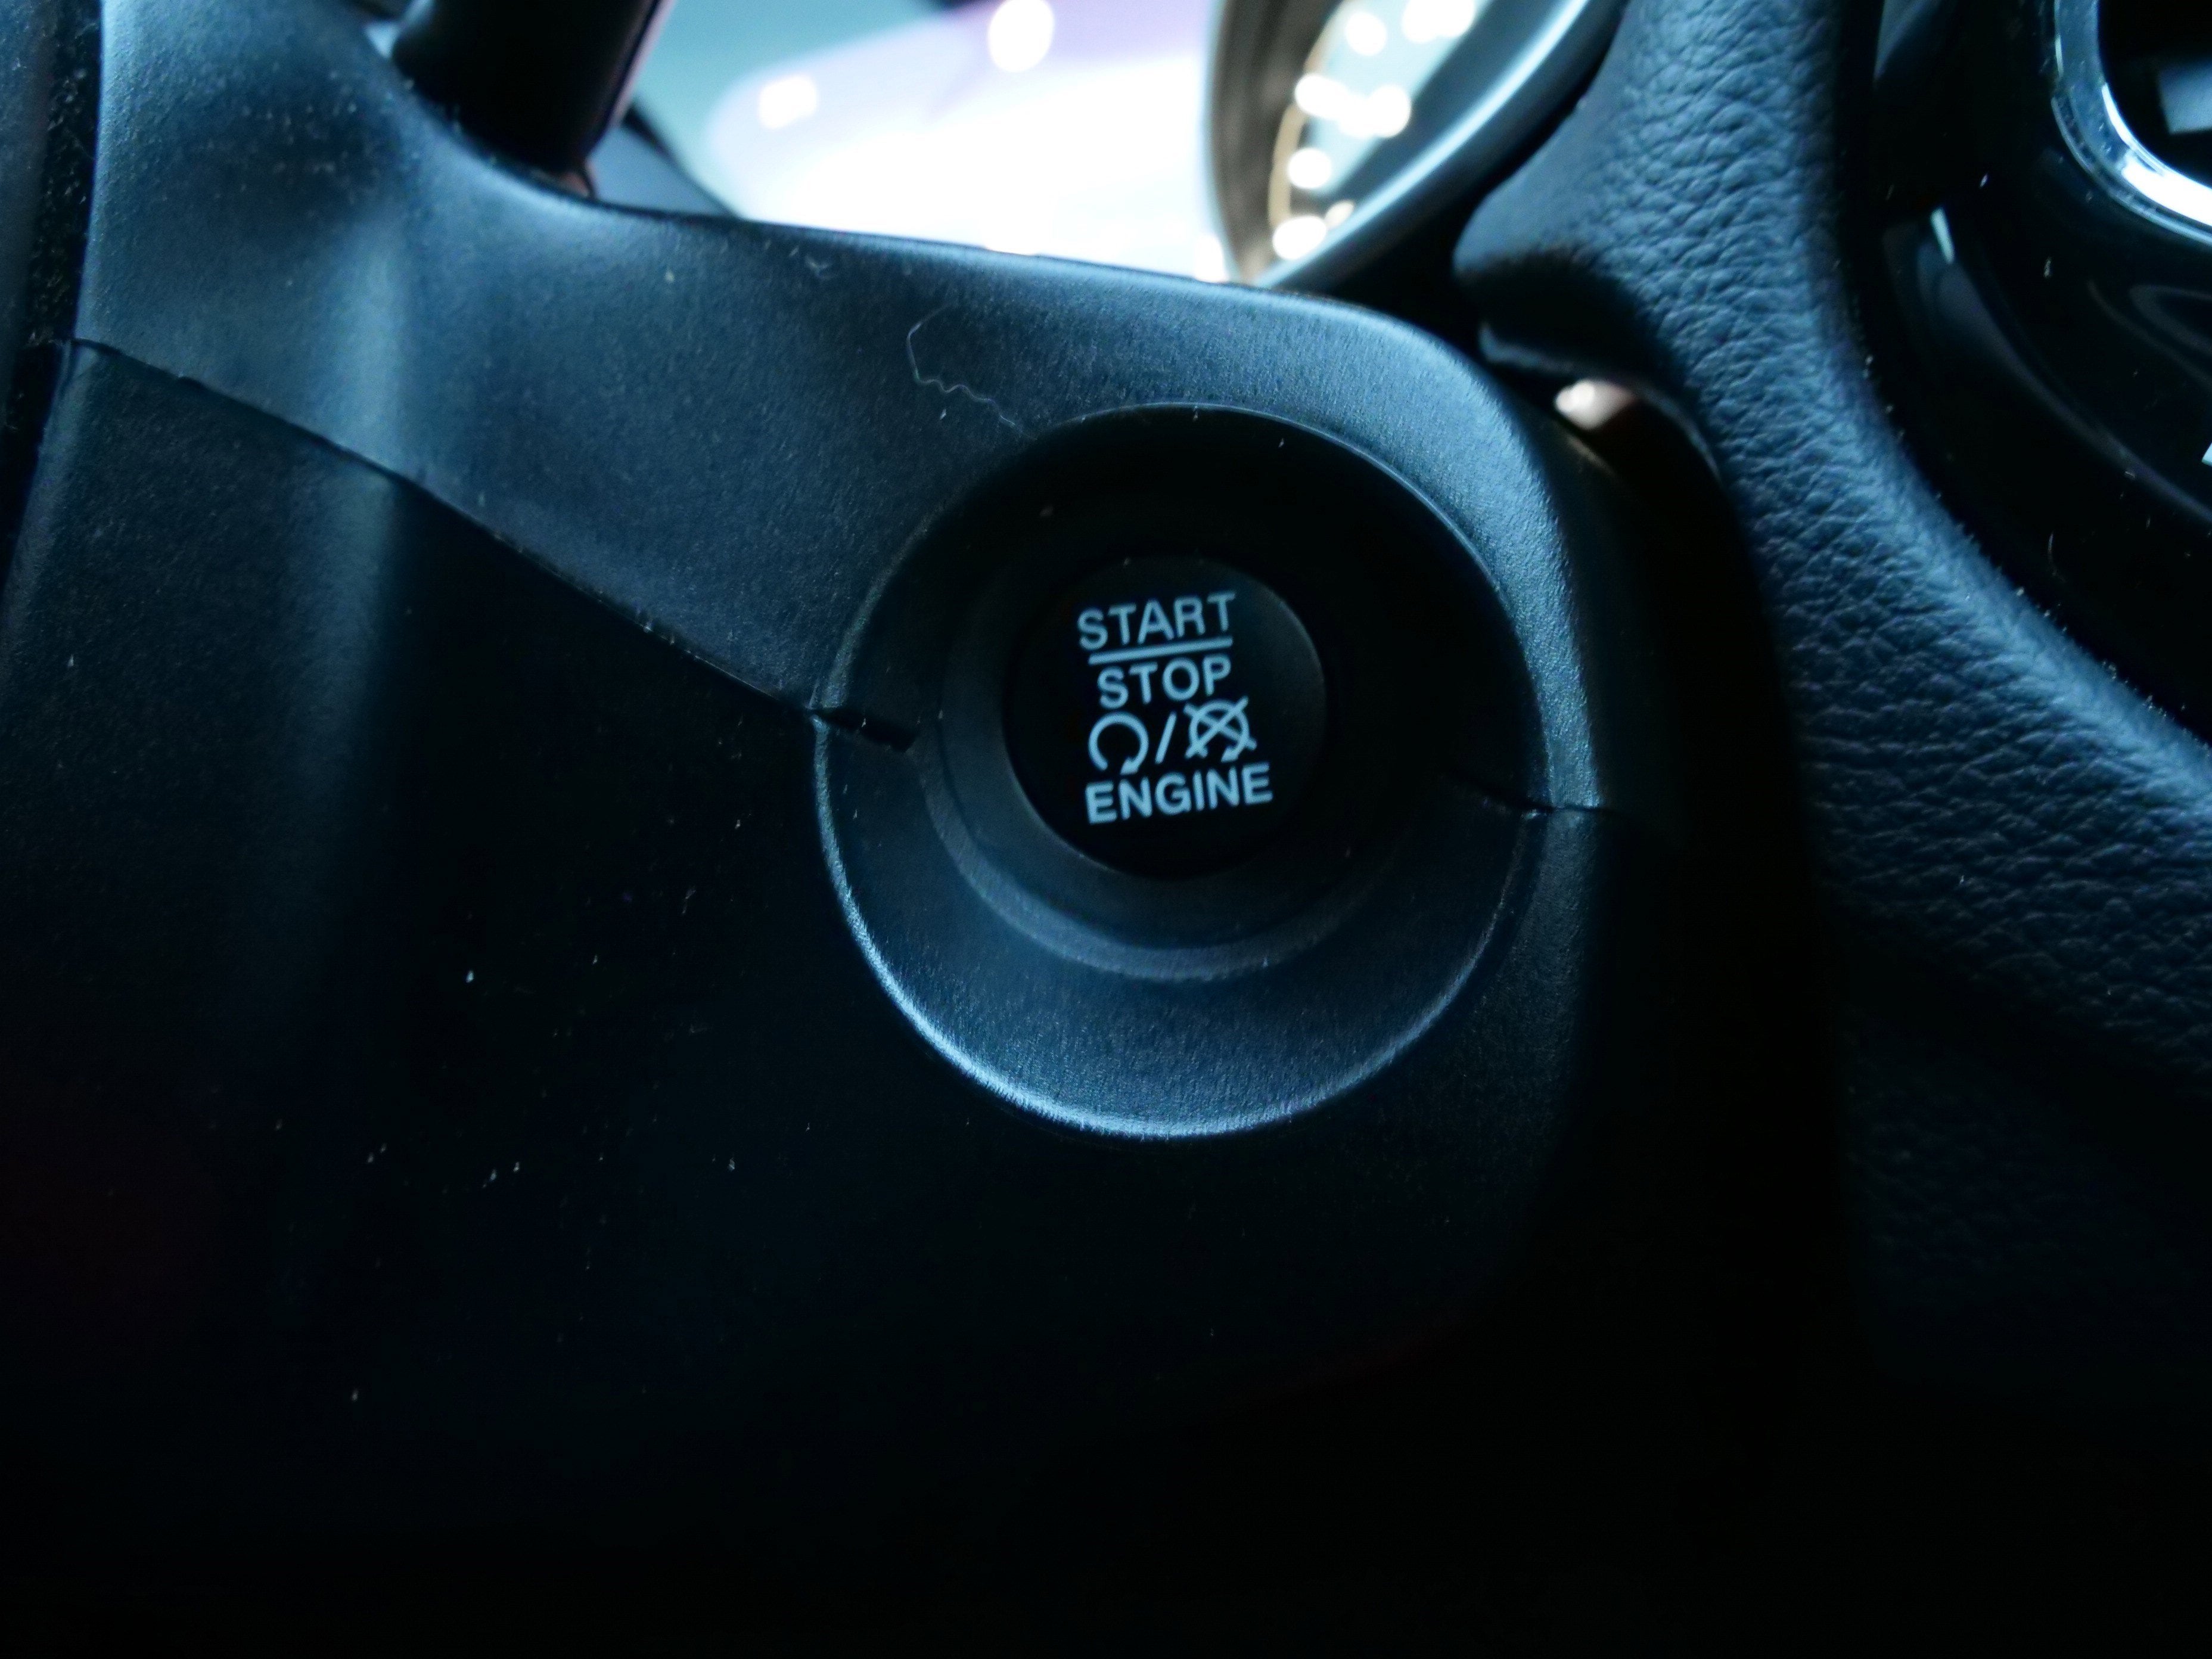 START
STOP
/
ENGINE